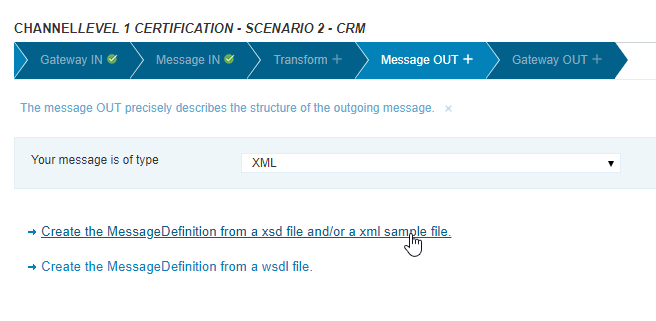 CHANNELLEVEL 1 CERTIFICATION - SCENARIO 2 - CRM
Gateway IN Message IN Transform + Message OUT + Gateway OUT +
The message OUT precisely describes the structure of the outgoing message. ×
Your message is of type XML
→ Create the MessageDefinition from a xsd file and/or a xml sample file.
→ Create the MessageDefinition from a wsdl file.